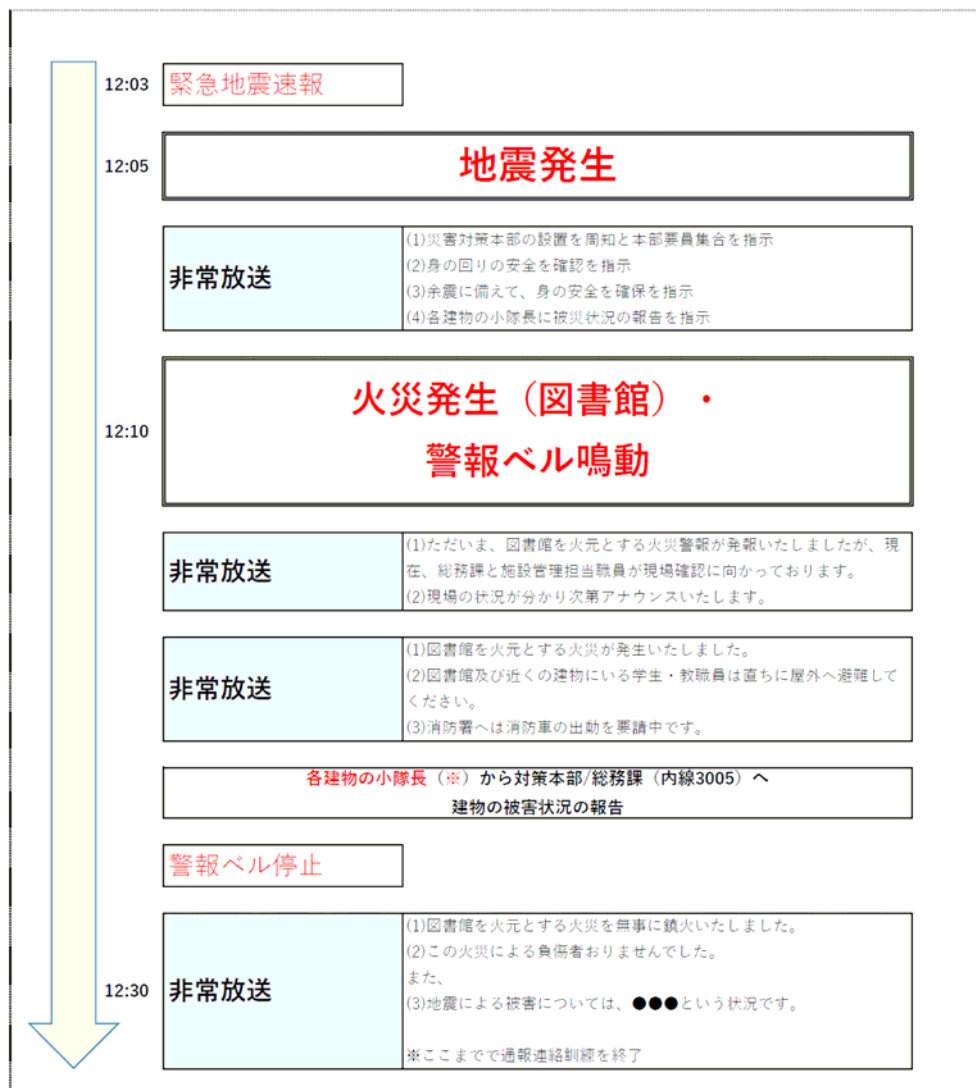 12:03 緊急地震速報
12:05 地震発生
非常放送
(1)災害対策本部の設置を周知と本部要員集合を指示
(2)身の回りの安全を確認を指示
(3)余震に備えて、身の安全を確保を指示
(4)各建物の小隊長に被災状況の報告を指示
12:10
火災発生（図書館）・
警報ベル鳴動
非常放送
(1)ただいま、図書館を火元とする火災警報が発報いたしましたが、現
在、総務課と施設管理担当職員が現場確認に向かっております。
(2)現場の状況が分かり次第アナウンスいたします。
非常放送
(1)図書館を火元とする火災が発生いたしました。
(2)図書館及び近くの建物にいる学生・教職員は直ちに屋外へ避難して
ください。
(3)消防署へは消防車の出動を要請中です。
各建物の小隊長（※）から対策本部/総務課（内線3005）へ
建物の被害状況の報告
警報ベル停止
12:30 非常放送
(1)図書館を火元とする火災を無事に鎮火いたしました。
(2)この火災による負傷者おりませんでした。
また、
(3)地震による被害については、●●●という状況です。
※ここまでで通報連絡訓練を終了